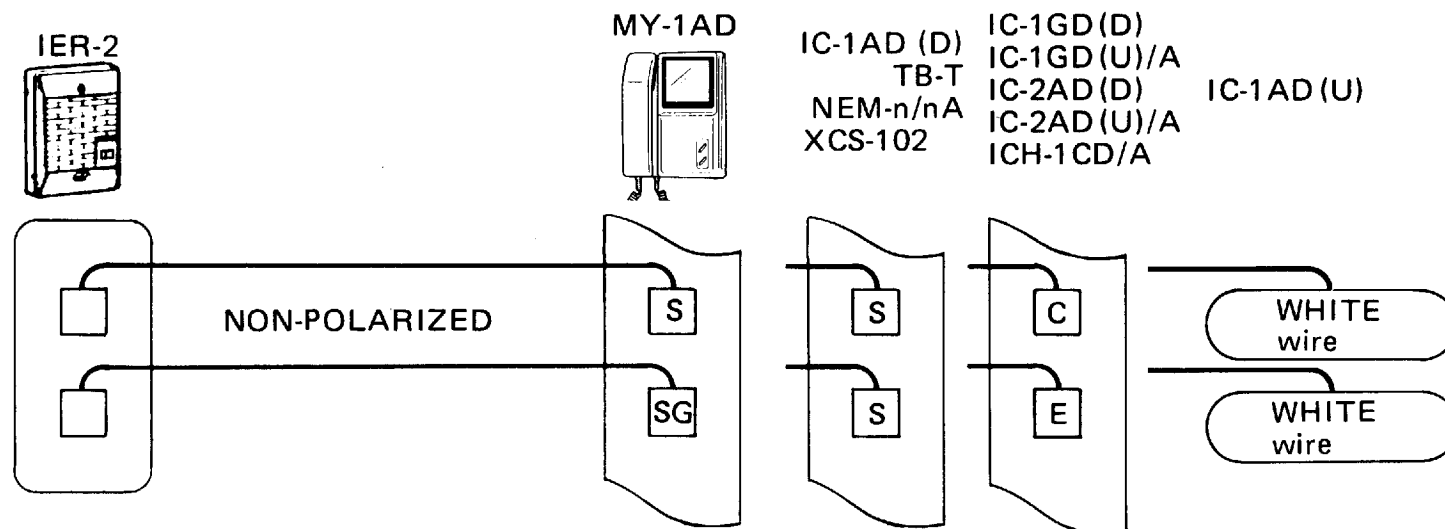 IER-2
MY-1AD
IC-1AD (D)
TB-T
NEM-n/nA
XCS-102
IC-1GD (D)
IC-1GD (U)/A
IC-2AD (D)
IC-2AD (U)/A
ICH-1CD/A
IC-1AD (U)
NON-POLARIZED
S
SG
S
S
C
E
WHITE
wire
WHITE
wire